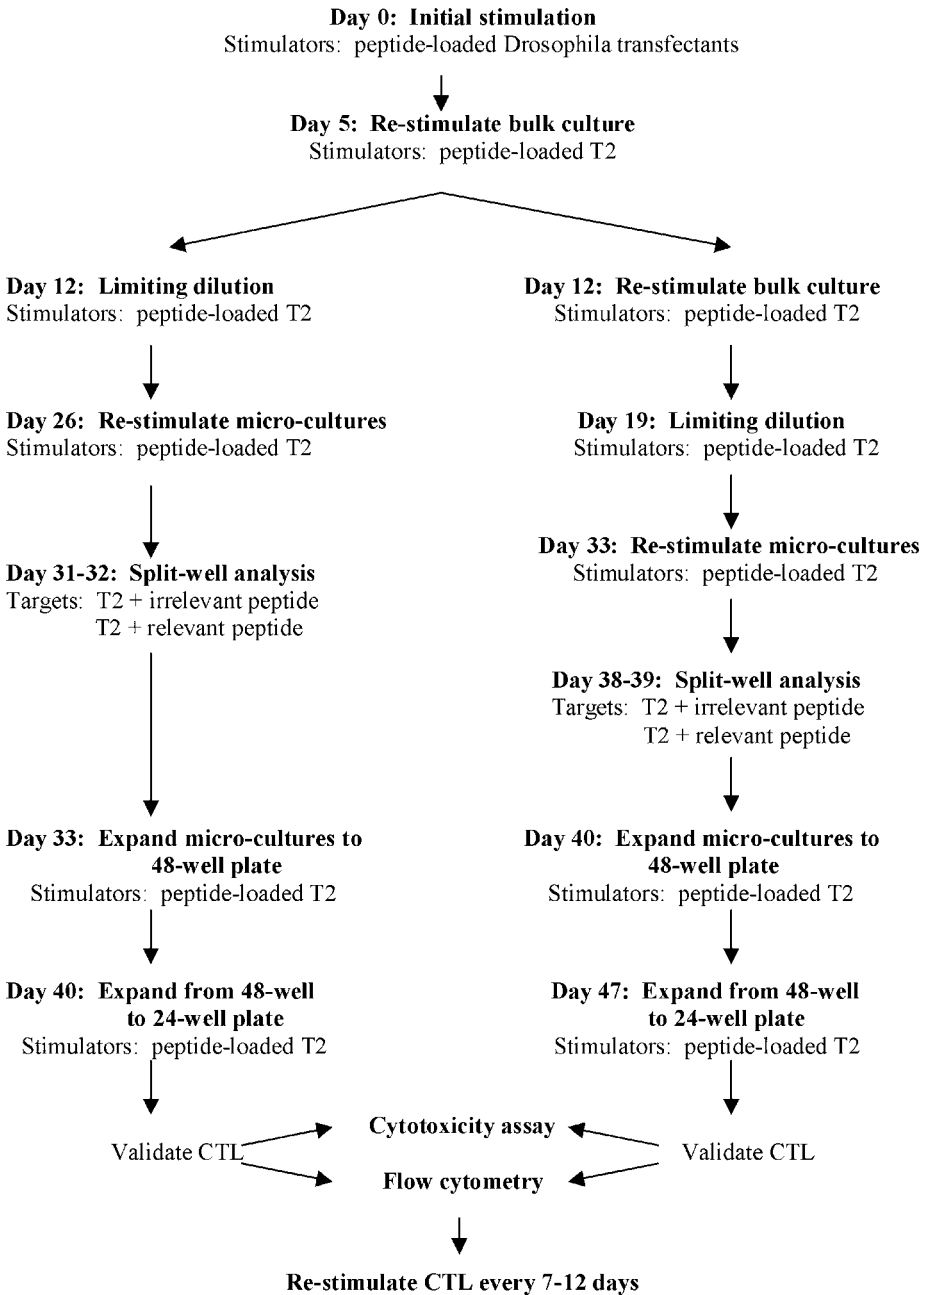 Day 0: Initial stimulation
Stimulators: peptide-loaded Drosophila transfectants
Day 5: Re-stimulate bulk culture
Stimulators: peptide-loaded T2
Day 12: Limiting dilution
Stimulators: peptide-loaded T2
Day 26: Re-stimulate micro-cultures
Stimulators: peptide-loaded T2
Day 31-32: Split-well analysis
Targets: T2 + irrelevant peptide
T2 + relevant peptide
Day 33: Expand micro-cultures to
48-well plate
Stimulators: peptide-loaded T2
Day 40: Expand from 48-well
to 24-well plate
Stimulators: peptide-loaded T2
Validate CTL
Day 12: Re-stimulate bulk culture
Stimulators: peptide-loaded T2
Day 19: Limiting dilution
Stimulators: peptide-loaded T2
Day 33: Re-stimulate micro-cultures
Stimulators: peptide-loaded T2
Day 38-39: Split-well analysis
Targets: T2 + irrelevant peptide
T2 + relevant peptide
Day 40: Expand micro-cultures to
48-well plate
Stimulators: peptide-loaded T2
Day 47: Expand from 48-well
to 24-well plate
Stimulators: peptide-loaded T2
Validate CTL
Cytotoxicity assay
Flow cytometry
Re-stimulate CTL every 7-12 days